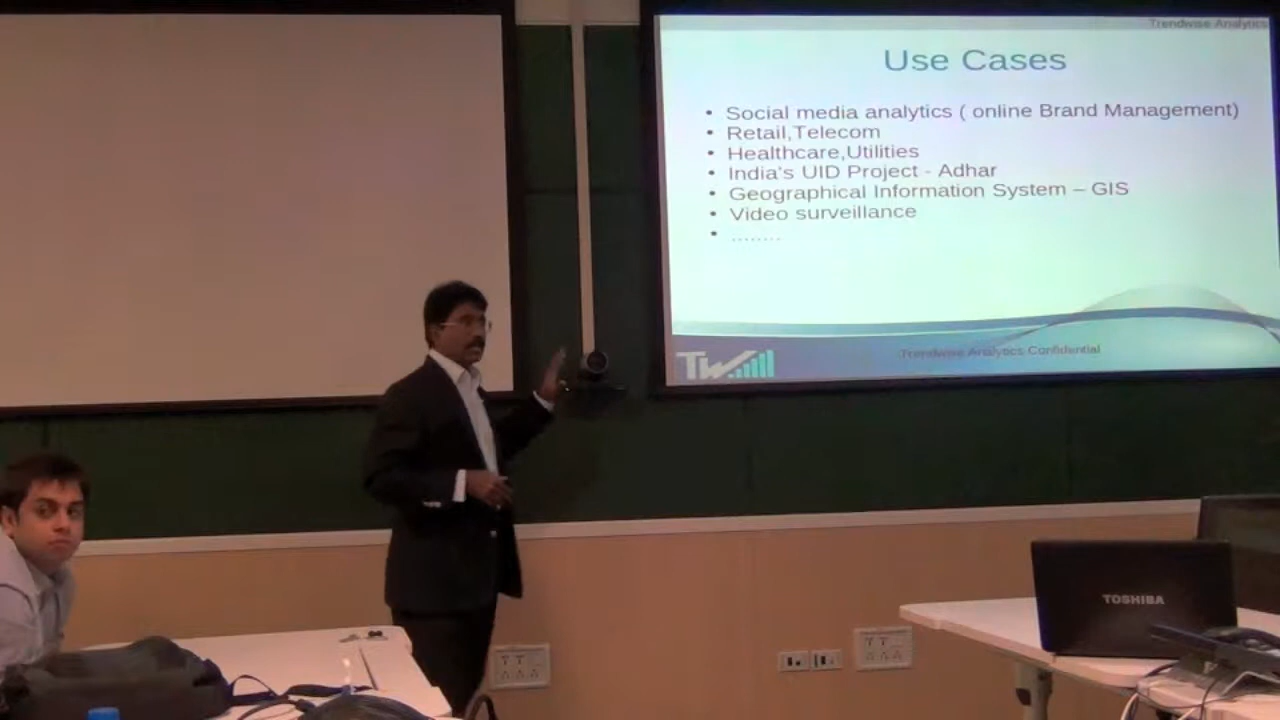 Trendwise Analytics
Use Cases
• Social media analytics ( online Brand Management)
• Retail,Telecom
• Healthcare,Utilities
• India's UID Project - Adhar
• Geographical Information System – GIS
• Video surveillance
• ........
TW
Trendwise Analytics Confidential
TOSHIBA